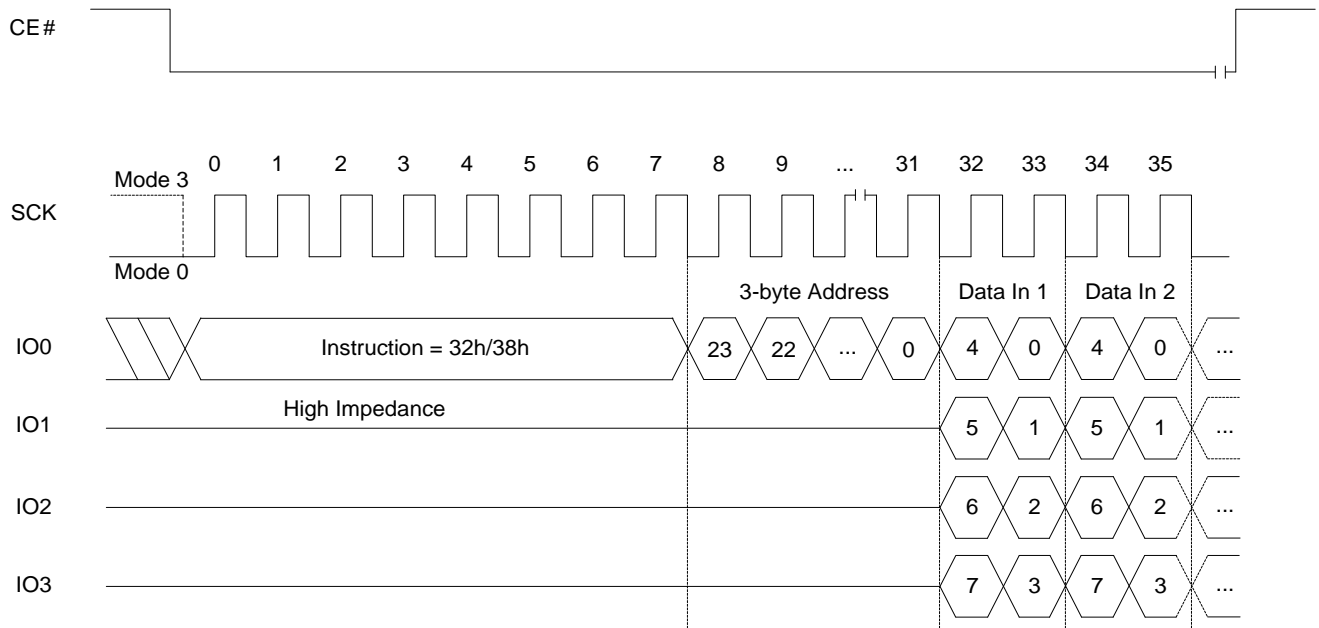 CE#
0 1 2 3 4 5 6 7 8 9 ... 31 32 33 34 35
Mode 3
SCK
Mode 0
3-byte Address Data In 1 Data In 2
IO0 Instruction = 32h/38h 23 22 ... 0 4 0 4 0 ...
High Impedance
IO1 5 1 5 1 ...
IO2 6 2 6 2 ...
IO3 7 3 7 3 ...